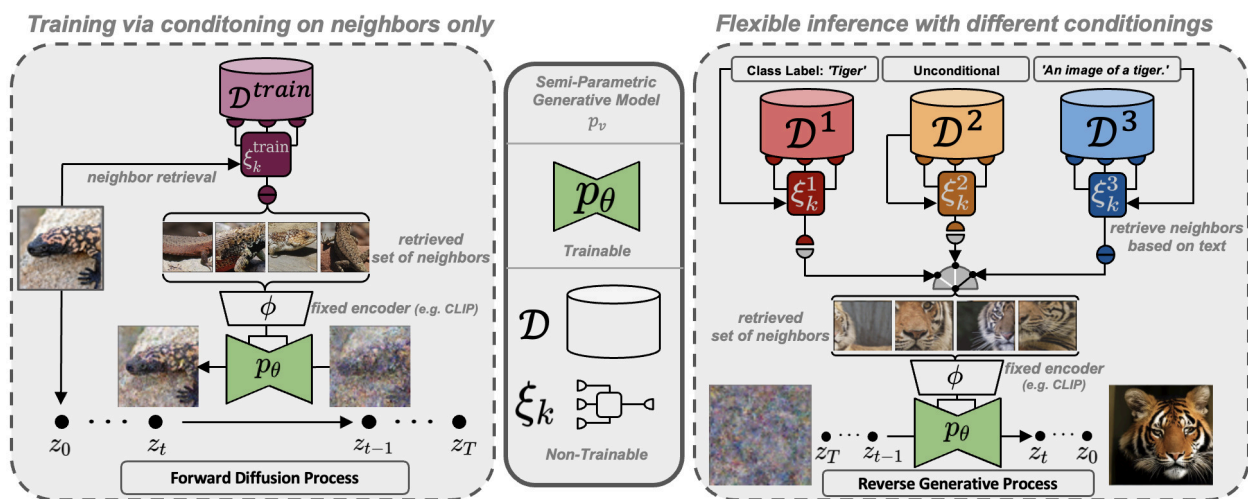 Training via conditoning on neighbors only
𝒟^train
ξ_k^train
neighbor retrieval
retrieved
set of neighbors
ϕ
fixed encoder (e.g. CLIP)
p_θ
z_0 · · · z_t z_{t−1} · · · z_T
Forward Diffusion Process
Semi-Parametric
Generative Model
p_v
p_θ
Trainable
𝒟
ξ_k
Non-Trainable
Flexible inference with different conditionings
Class Label: 'Tiger'
Unconditional
'An image of a tiger.'
𝒟^1
𝒟^2
𝒟^3
ξ_k^1
ξ_k^2
ξ_k^3
retrieve neighbors
based on text
retrieved
set of neighbors
ϕ
fixed encoder
(e.g. CLIP)
p_θ
z_T · · · z_{t−1} z_t · · · z_0
Reverse Generative Process